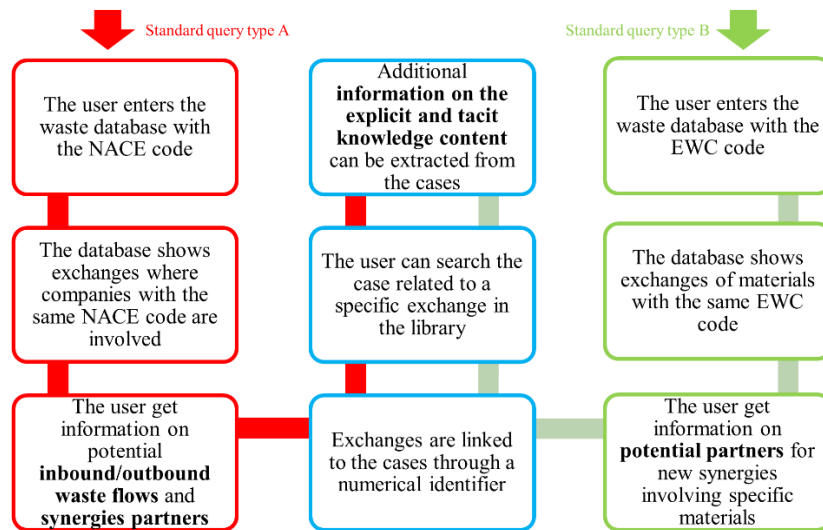 Standard query type A
The user enters the
waste database with
the NACE code
The database shows
exchanges where
companies with the
same NACE code are
involved
The user get
information on potential
inbound/outbound
waste flows and
synergies partners
Additional
information on the
explicit and tacit
knowledge content
can be extracted from
the cases
The user can search the
case related to a
specific exchange in
the library
Exchanges are linked
to the cases through a
numerical identifier
Standard query type B
The user enters the
waste database with the
EWC code
The database shows
exchanges of materials
with the same EWC
code
The user get
information on
potential partners for
new synergies
involving specific
materials